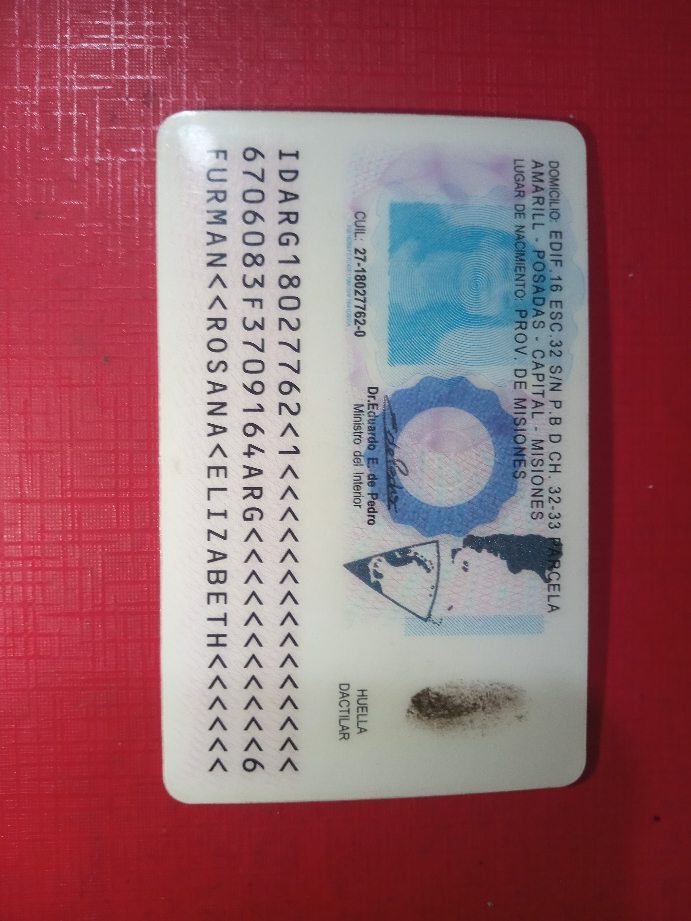 DOMICILIO: EDIF.16 ESC.32 S/N P.B D CH. 32-33 PARCELA
AMARILL - POSADAS - CAPITAL - MISIONES
LUGAR DE NACIMIENTO: PROV. DE MISIONES
CUIL: 27-18027762-0
Dr.Eduardo E. de Pedro
Ministro del Interior
HUELLA
DACTILAR
IDARG18027762<1<<<<<<<<<<<<<<<
6706083F3709164ARG<<<<<<<<<<<6
FURMAN<<ROSANA<ELIZABETH<<<<<<